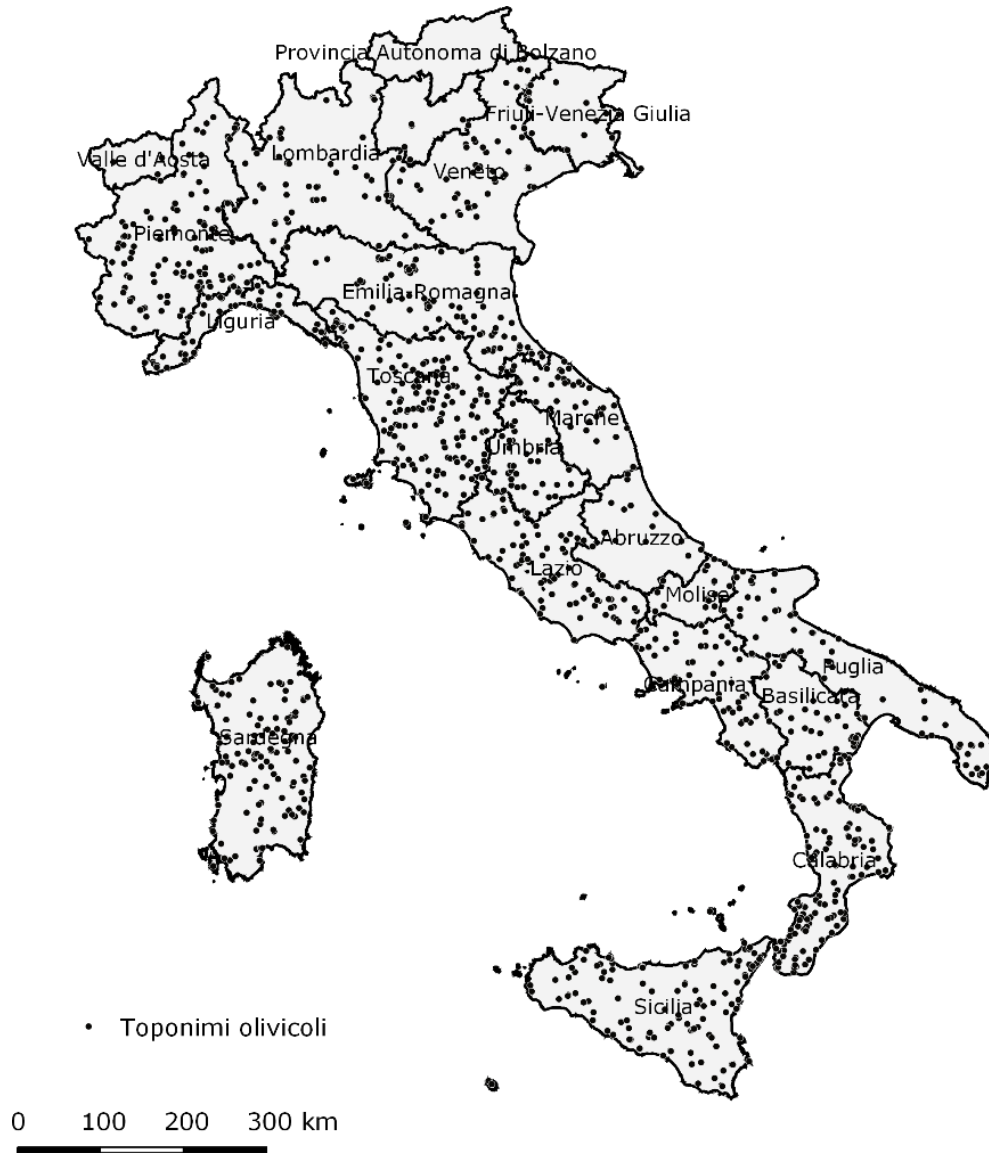 Provincia Autonoma di Bolzano
Friuli-Venezia Giulia
Valle d'Aosta
Lombardia
Veneto
Piemonte
Emilia-Romagna
Liguria
Toscana
Marche
Umbria
Abruzzo
Lazio
Molise
Puglia
Campania
Basilicata
Sardegna
Calabria
Sicilia
Toponimi olivicoli
0 100 200 300 km